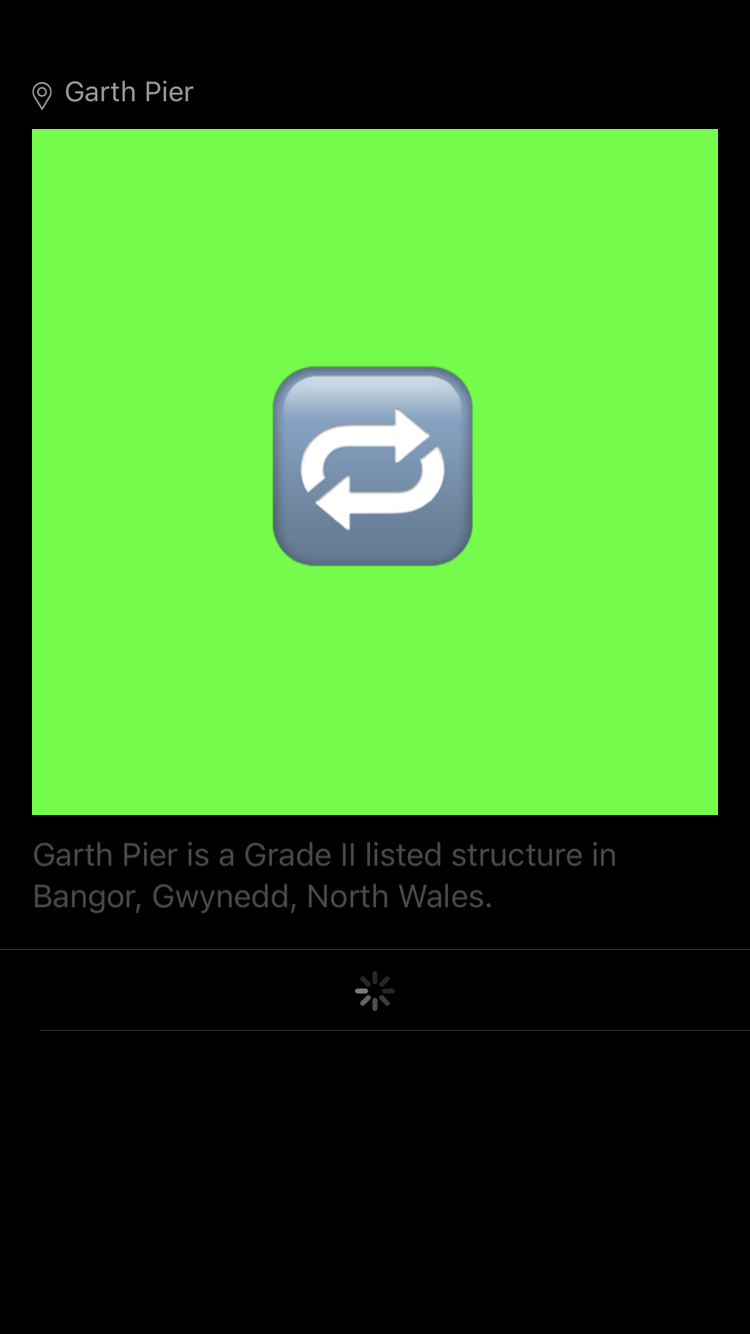 Garth Pier
Garth Pier is a Grade II listed structure in
Bangor, Gwynedd, North Wales.